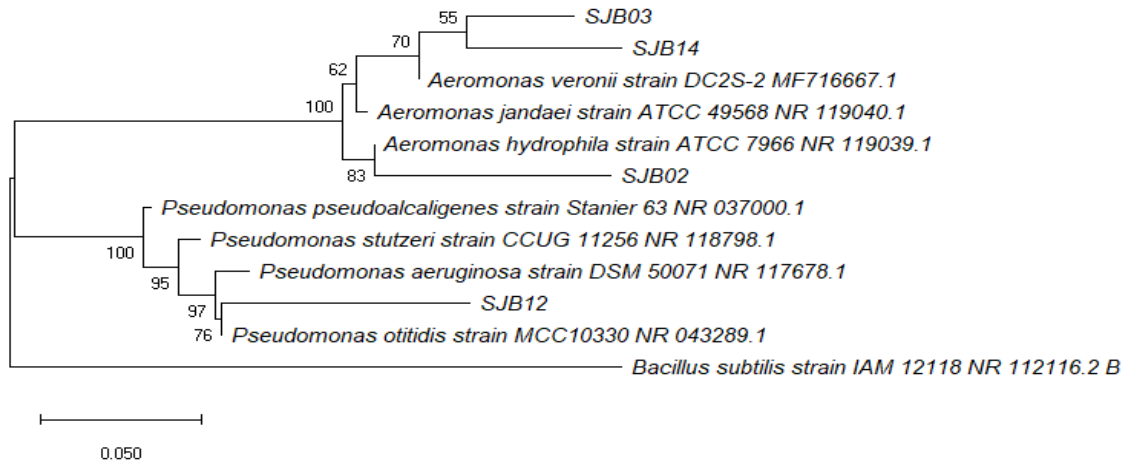 55
SJB03
70
SJB14
62
Aeromonas veronii strain DC2S-2 MF716667.1
100
Aeromonas jandaei strain ATCC 49568 NR 119040.1
Aeromonas hydrophila strain ATCC 7966 NR 119039.1
83
SJB02
Pseudomonas pseudoalcaligenes strain Stanier 63 NR 037000.1
100
Pseudomonas stutzeri strain CCUG 11256 NR 118798.1
95
Pseudomonas aeruginosa strain DSM 50071 NR 117678.1
97
SJB12
76
Pseudomonas otitidis strain MCC10330 NR 043289.1
Bacillus subtilis strain IAM 12118 NR 112116.2 B
0.050